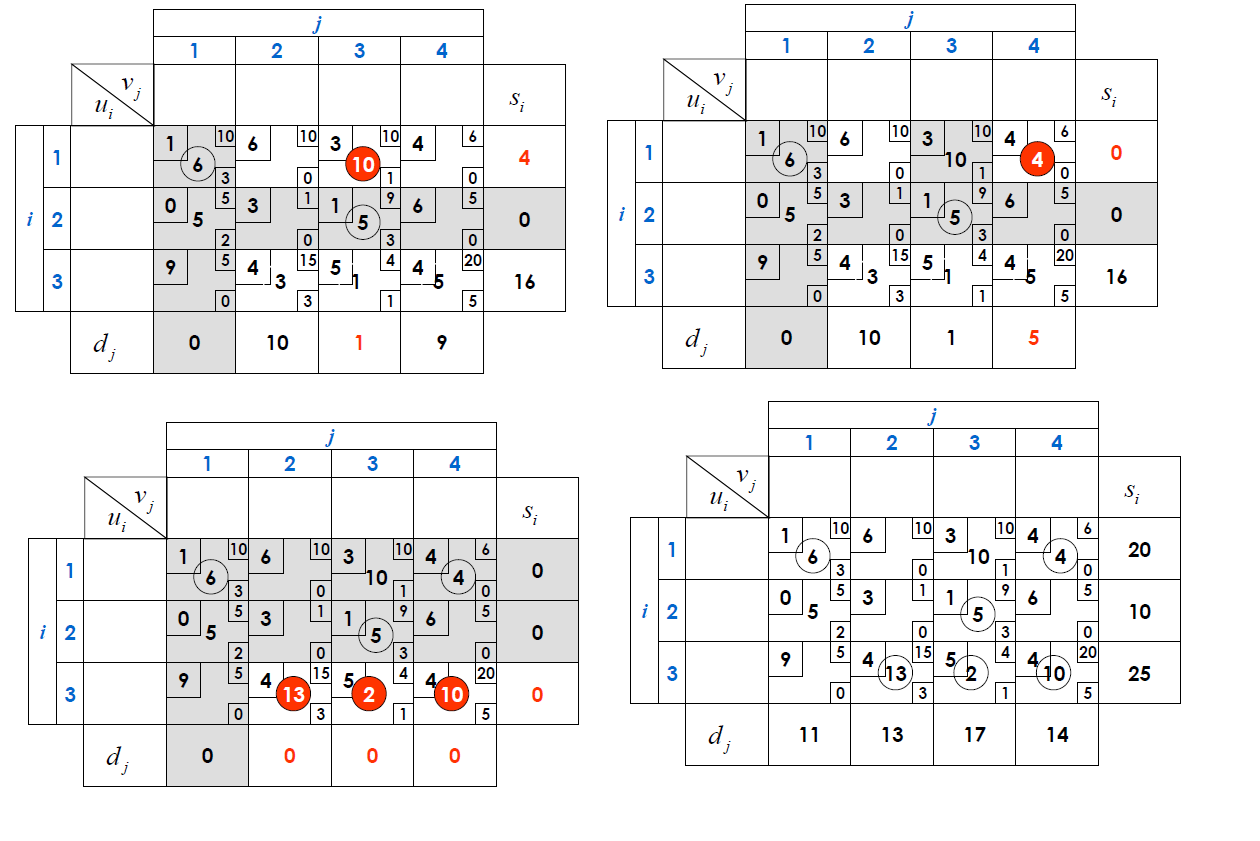 j
1 2 3 4
v_j
u_i s_i
1 10 6 10 3 10 4 6
1 6 10 4
3 0 1 0
0 5 3 1 1 9 6 5
i 2 5 5 0
2 0 3 0
9 5 4 15 5 4 4 20
3 3 1 5 16
0 3 1 5
d_j 0 10 1 9
j
1 2 3 4
v_j
u_i s_i
1 10 6 10 3 10 4 6
1 6 10 4 0
3 0 1 0
0 5 3 1 1 9 6 5
i 2 5 5 0
2 0 3 0
9 5 4 15 5 4 4 20
3 3 1 5 16
0 3 1 5
d_j 0 10 1 5
j
1 2 3 4
v_j
u_i s_i
1 10 6 10 3 10 4 6
1 6 10 4 0
3 0 1 0
0 5 3 1 1 9 6 5
i 2 5 5 0
2 0 3 0
9 5 4 15 5 4 4 20
3 13 2 10 0
0 3 1 5
d_j 0 0 0 0
j
1 2 3 4
v_j
u_i s_i
1 10 6 10 3 10 4 6
1 6 10 4 20
3 0 1 0
0 5 3 1 1 9 6 5
i 2 5 5 10
2 0 3 0
9 5 4 15 5 4 4 20
3 13 2 10 25
0 3 1 5
d_j 11 13 17 14